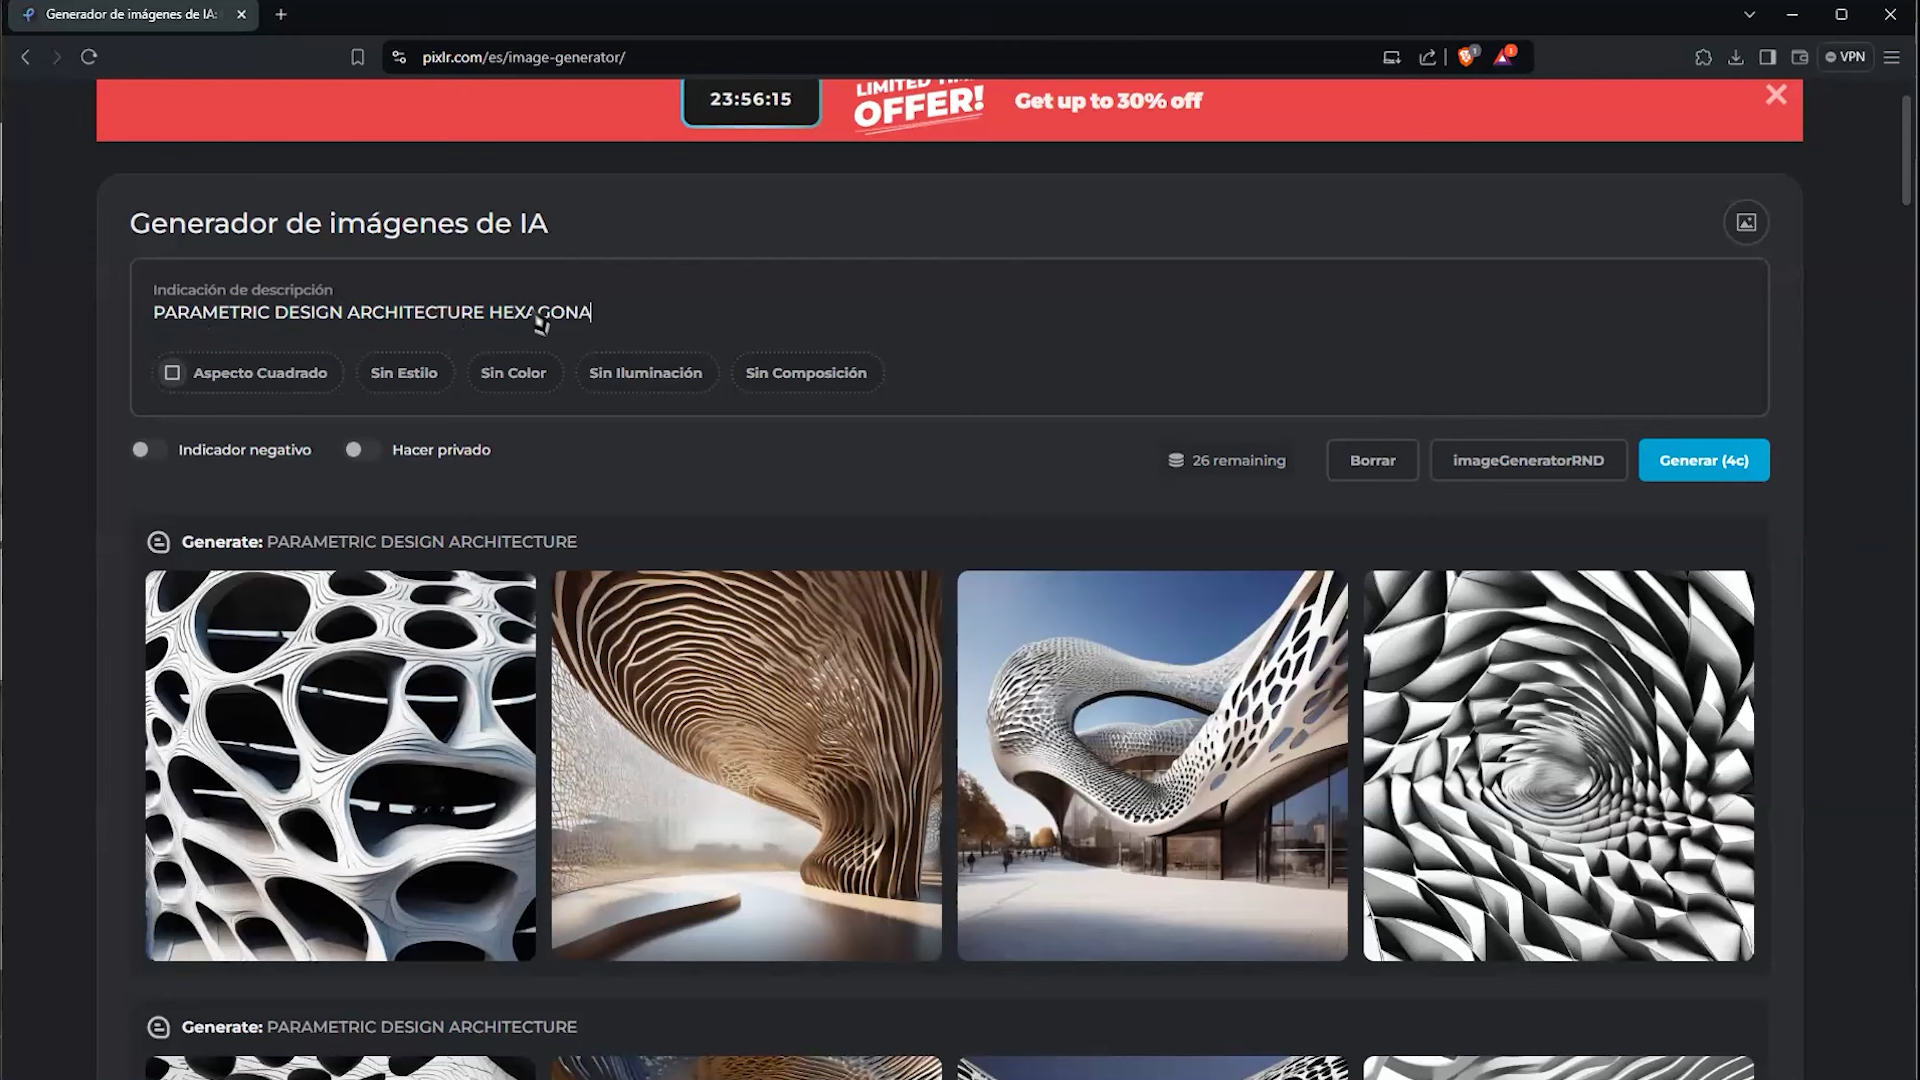 Generador de imágenes de IA:
pixlr.com/es/image-generator/
VPN
23:56:15
LIMITED
OFFER!
Get up to 30% off
Generador de imágenes de IA
Indicación de descripción
PARAMETRIC DESIGN ARCHITECTURE HEXAGONA
Aspecto Cuadrado
Sin Estilo
Sin Color
Sin Iluminación
Sin Composición
Indicador negativo
Hacer privado
26 remaining
Borrar
imageGeneratorRND
Generar (4c)
Generate: PARAMETRIC DESIGN ARCHITECTURE
Generate: PARAMETRIC DESIGN ARCHITECTURE